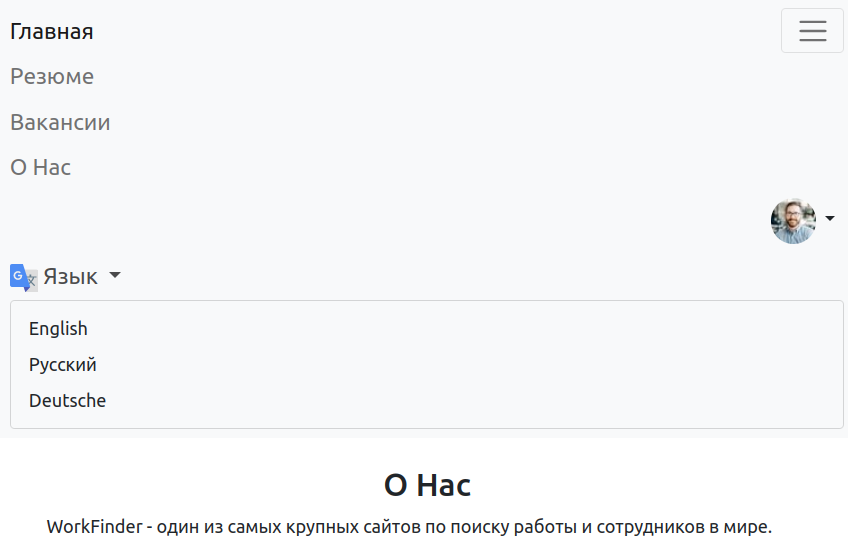 Главная
Резюме
Вакансии
О Нас
Язык
English
Русский
Deutsche
О Нас
WorkFinder - один из самых крупных сайтов по поиску работы и сотрудников в мире.